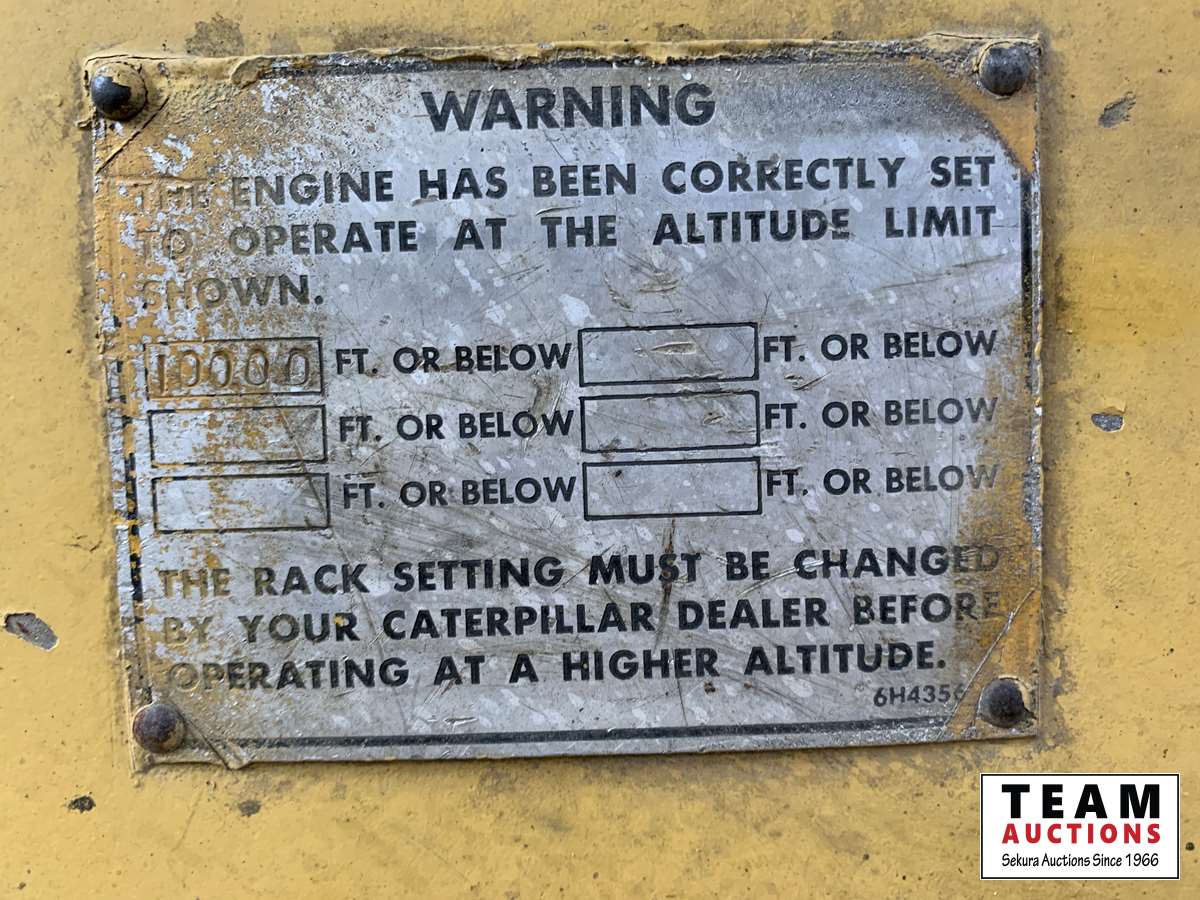 WARNING
THE ENGINE HAS BEEN CORRECTLY SET
TO OPERATE AT THE ALTITUDE LIMIT
SHOWN.
10000 FT. OR BELOW FT. OR BELOW
FT. OR BELOW FT. OR BELOW
FT. OR BELOW FT. OR BELOW
THE RACK SETTING MUST BE CHANGED
BY YOUR CATERPILLAR DEALER BEFORE
OPERATING AT A HIGHER ALTITUDE.
6H4356
TEAM
AUCTIONS
Sekura Auctions Since 1966